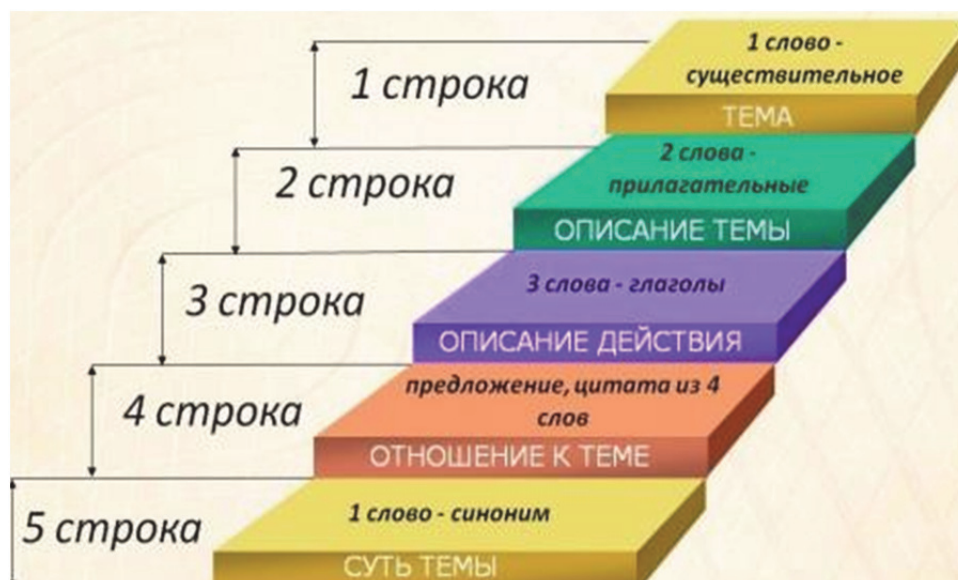 1 строка
1 слово -
существительное
ТЕМА
2 строка
2 слова -
прилагательные
ОПИСАНИЕ ТЕМЫ
3 строка
3 слова - глаголы
ОПИСАНИЕ ДЕЙСТВИЯ
4 строка
предложение, цитата из 4
слов
ОТНОШЕНИЕ К ТЕМЕ
5 строка
1 слово - синоним
СУТЬ ТЕМЫ